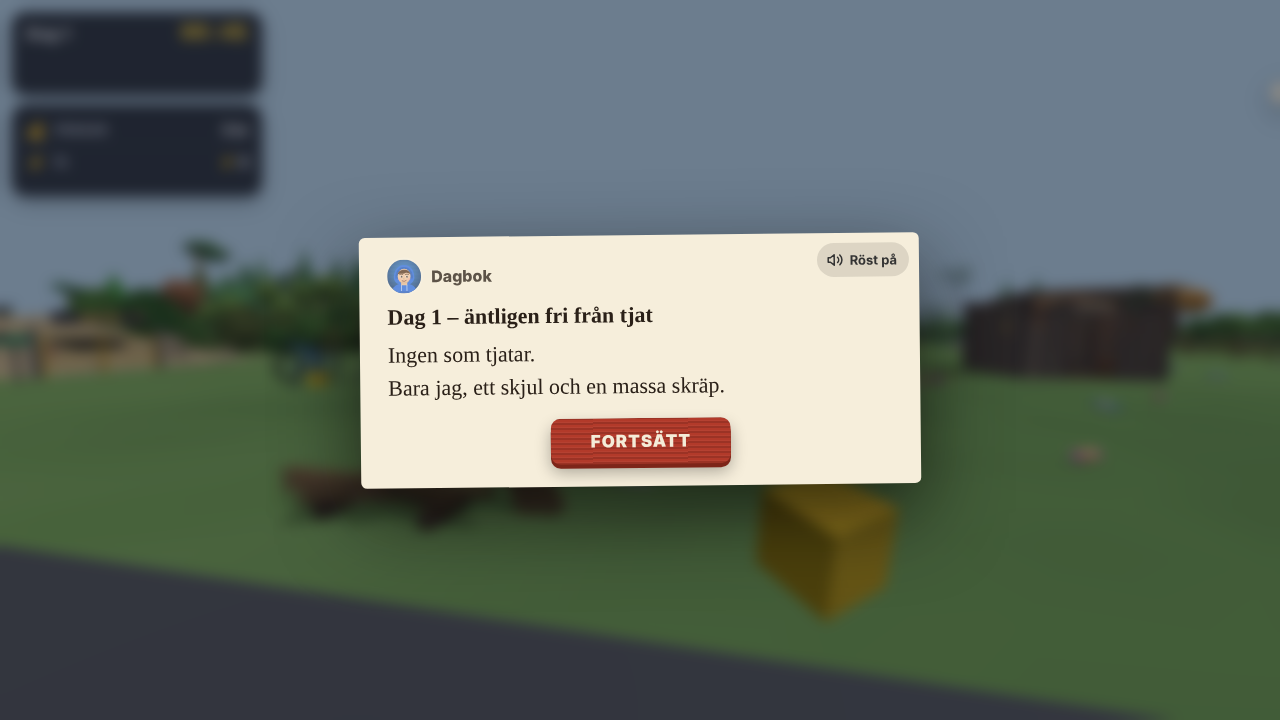 Röst på
Dagbok
Dag 1 – äntligen fri från tjat
Ingen som tjatar.
Bara jag, ett skjul och en massa skräp.
FORTSÄTT